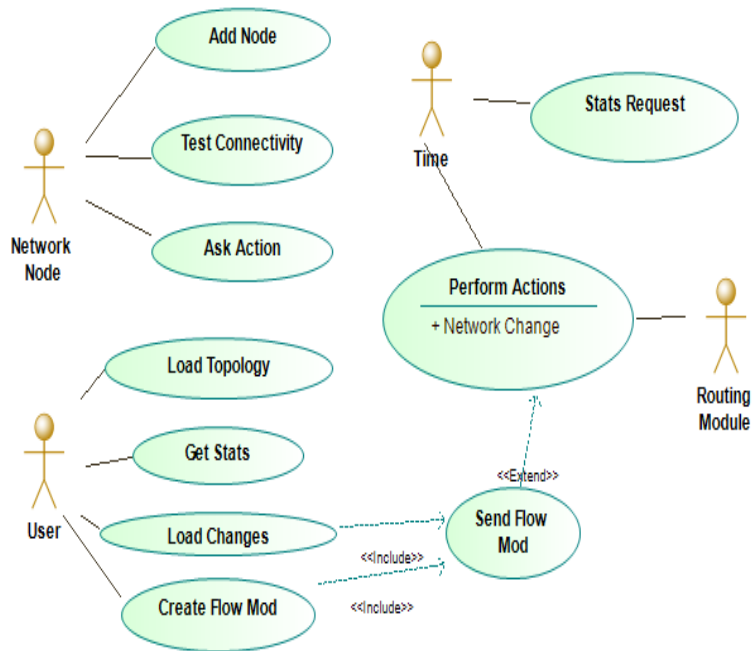 Add Node
Test Connectivity
Ask Action
Network
Node
Time
Stats Request
Perform Actions
+ Network Change
Routing
Module
Load Topology
Get Stats
Load Changes
Create Flow Mod
User
<<Extend>>
Send Flow
Mod
<<Include>>
<<Include>>